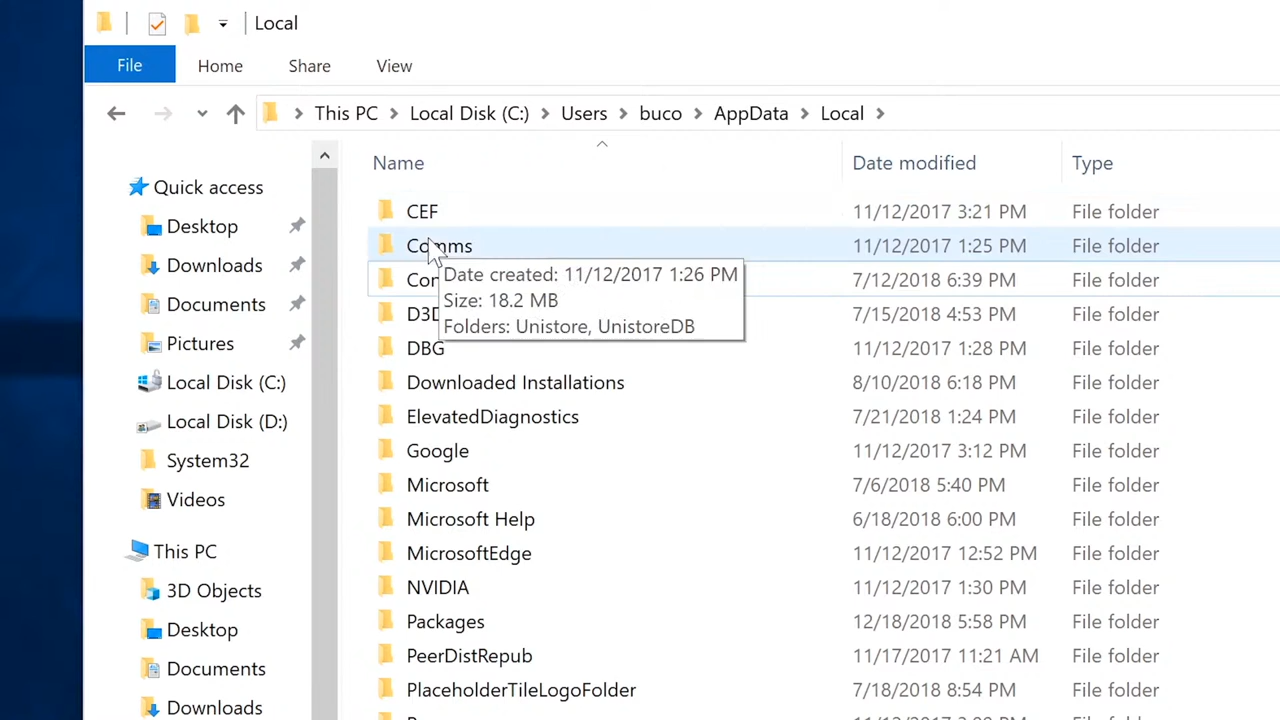 Local
File Home Share View
This PC Local Disk (C:) Users buco AppData Local
Name Date modified Type
Quick access
Desktop
Downloads
Documents
Pictures
Local Disk (C:)
Local Disk (D:)
System32
Videos
This PC
3D Objects
Desktop
Documents
Downloads
CEF 11/12/2017 3:21 PM File folder
Comms 11/12/2017 1:25 PM File folder
7/12/2018 6:39 PM File folder
7/15/2018 4:53 PM File folder
Date created: 11/12/2017 1:26 PM
Size: 18.2 MB
Folders: Unistore, UnistoreDB
DBG 11/12/2017 1:28 PM File folder
Downloaded Installations 8/10/2018 6:18 PM File folder
ElevatedDiagnostics 7/21/2018 1:24 PM File folder
Google 11/12/2017 3:12 PM File folder
Microsoft 7/6/2018 5:40 PM File folder
Microsoft Help 6/18/2018 6:00 PM File folder
MicrosoftEdge 11/12/2017 12:52 PM File folder
NVIDIA 11/12/2017 1:30 PM File folder
Packages 12/18/2018 5:58 PM File folder
PeerDistRepub 11/17/2017 11:21 AM File folder
PlaceholderTileLogoFolder 7/18/2018 8:54 PM File folder